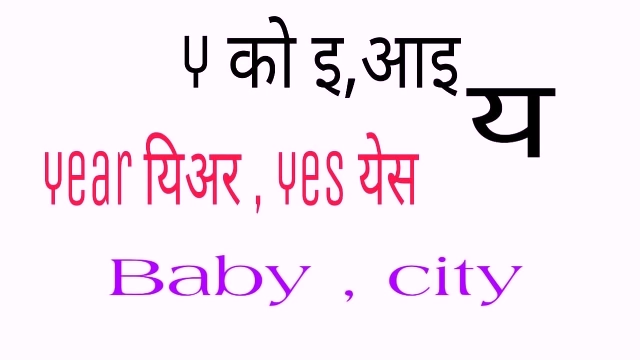 Y को इ,आइ य
year यिअर , yes येस
Baby , city